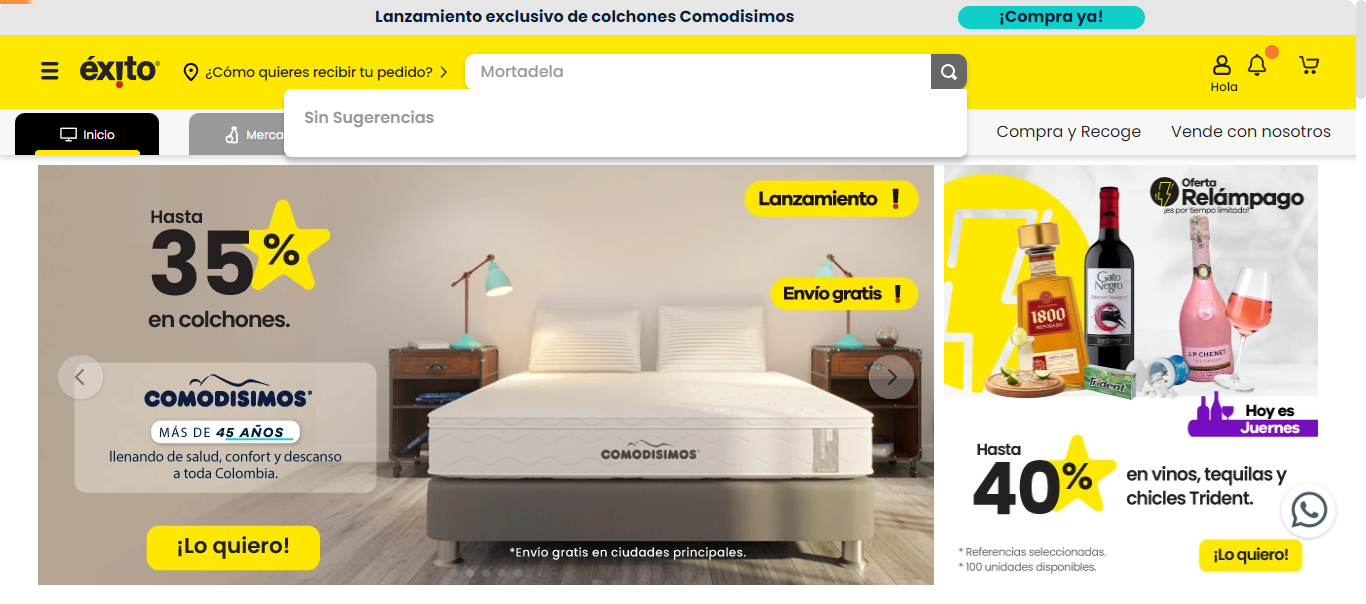 Lanzamiento exclusivo de colchones Comodisimos
¡Compra ya!
éxito
¿Cómo quieres recibir tu pedido?
Mortadela
Hola
Sin Sugerencias
Inicio
Merca
Compra y Recoge
Vende con nosotros
Hasta
35%
en colchones.
COMODISIMOS
MÁS DE 45 AÑOS
llenando de salud, confort y descanso
a toda Colombia.
¡Lo quiero!
Lanzamiento !
Envío gratis !
COMODISIMOS
*Envío gratis en ciudades principales.
Oferta
Relámpago
¡es por tiempo limitado!
Gato
Negro
Cabernet Sauvignon
1800
REPOSADO
J.P. CHENET
Trident
Hoy es
Juernes
Hasta
40%
en vinos, tequilas y
chicles Trident.
* Referencias seleccionadas.
* 100 unidades disponibles.
¡Lo quiero!